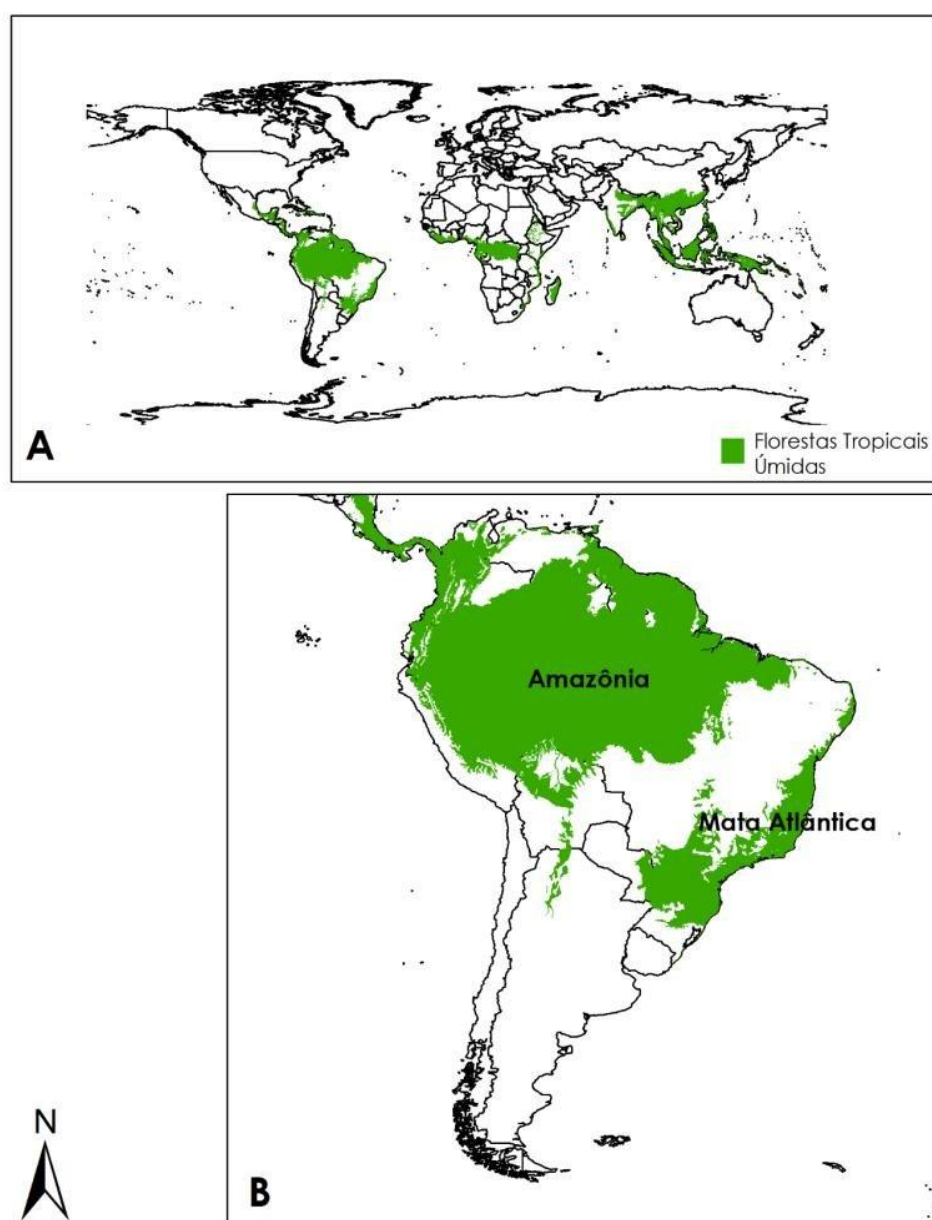 A
Florestas Tropicais
Úmidas
Amazônia
Mata Atlântica
N
B